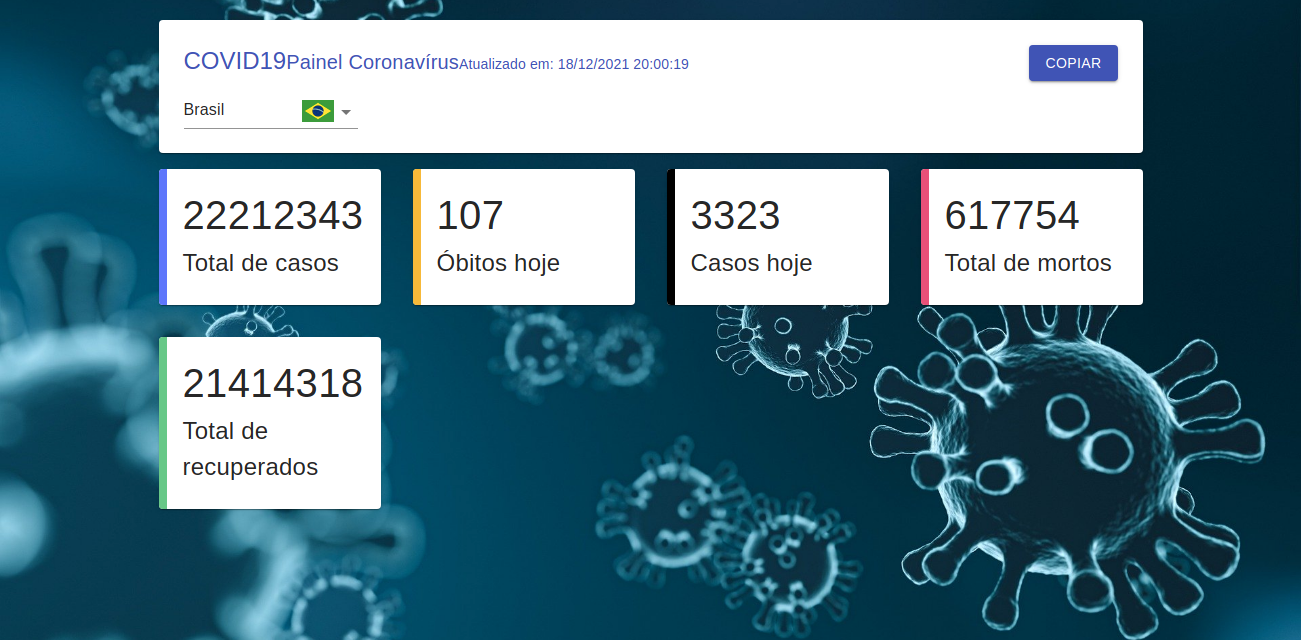 COVID19Painel CoronavírusAtualizado em: 18/12/2021 20:00:19
COPIAR
Brasil
22212343
Total de casos
107
Óbitos hoje
3323
Casos hoje
617754
Total de mortos
21414318
Total de
recuperados